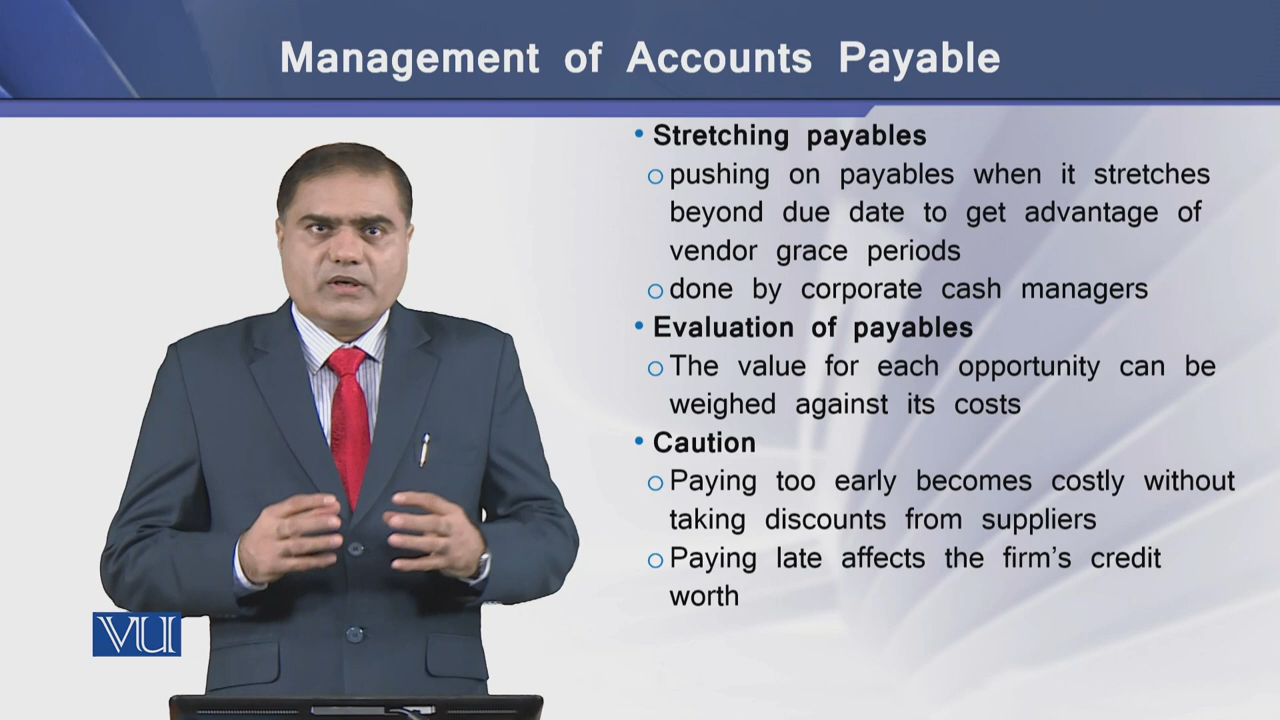 Management of Accounts Payable
• Stretching payables
o pushing on payables when it stretches
beyond due date to get advantage of
vendor grace periods
o done by corporate cash managers
• Evaluation of payables
o The value for each opportunity can be
weighed against its costs
• Caution
o Paying too early becomes costly without
taking discounts from suppliers
o Paying late affects the firm's credit
worth
VU